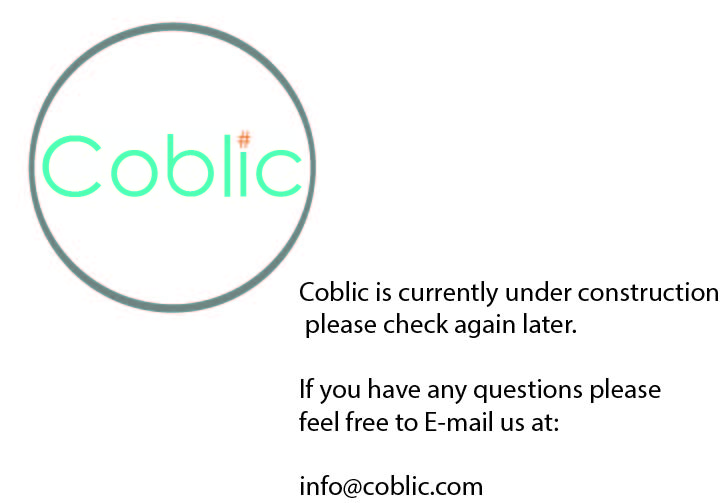 Coblic
Coblic is currently under construction
please check again later.
If you have any questions please
feel free to E-mail us at:
info@coblic.com